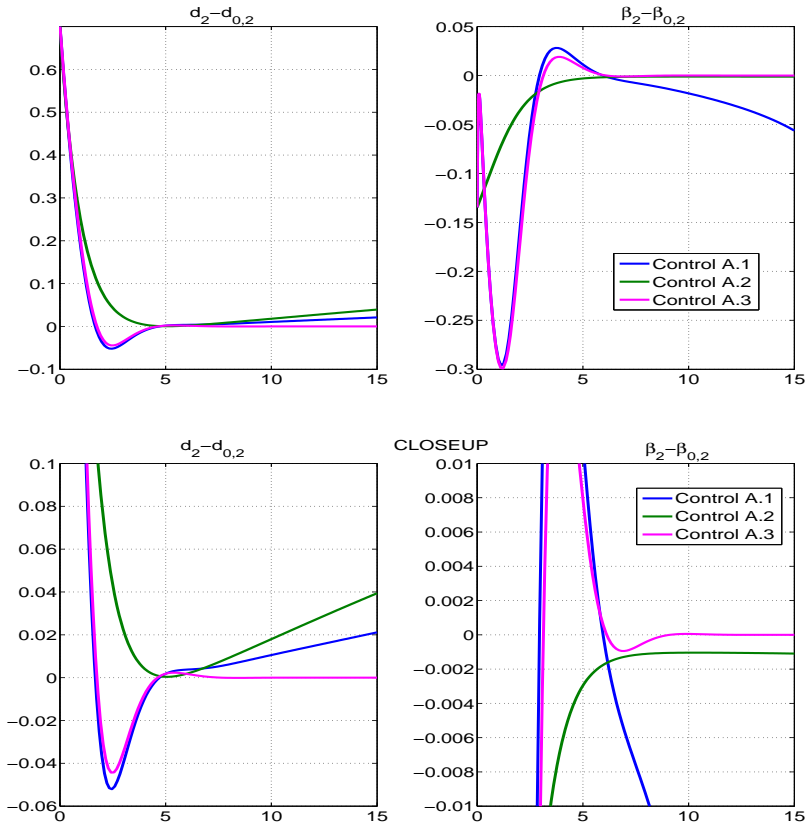 d₂−d₀,₂
0.6
0.5
0.4
0.3
0.2
0.1
0
−0.1
0 5 10 15
β₂−β₀,₂
0.05
0
−0.05
−0.1
−0.15
−0.2
−0.25
−0.3
0 5 10 15
Control A.1
Control A.2
Control A.3
CLOSEUP
d₂−d₀,₂
0.1
0.08
0.06
0.04
0.02
0
−0.02
−0.04
−0.06
0 5 10 15
β₂−β₀,₂
0.01
0.008
0.006
0.004
0.002
0
−0.002
−0.004
−0.006
−0.008
−0.01
0 5 10 15
Control A.1
Control A.2
Control A.3